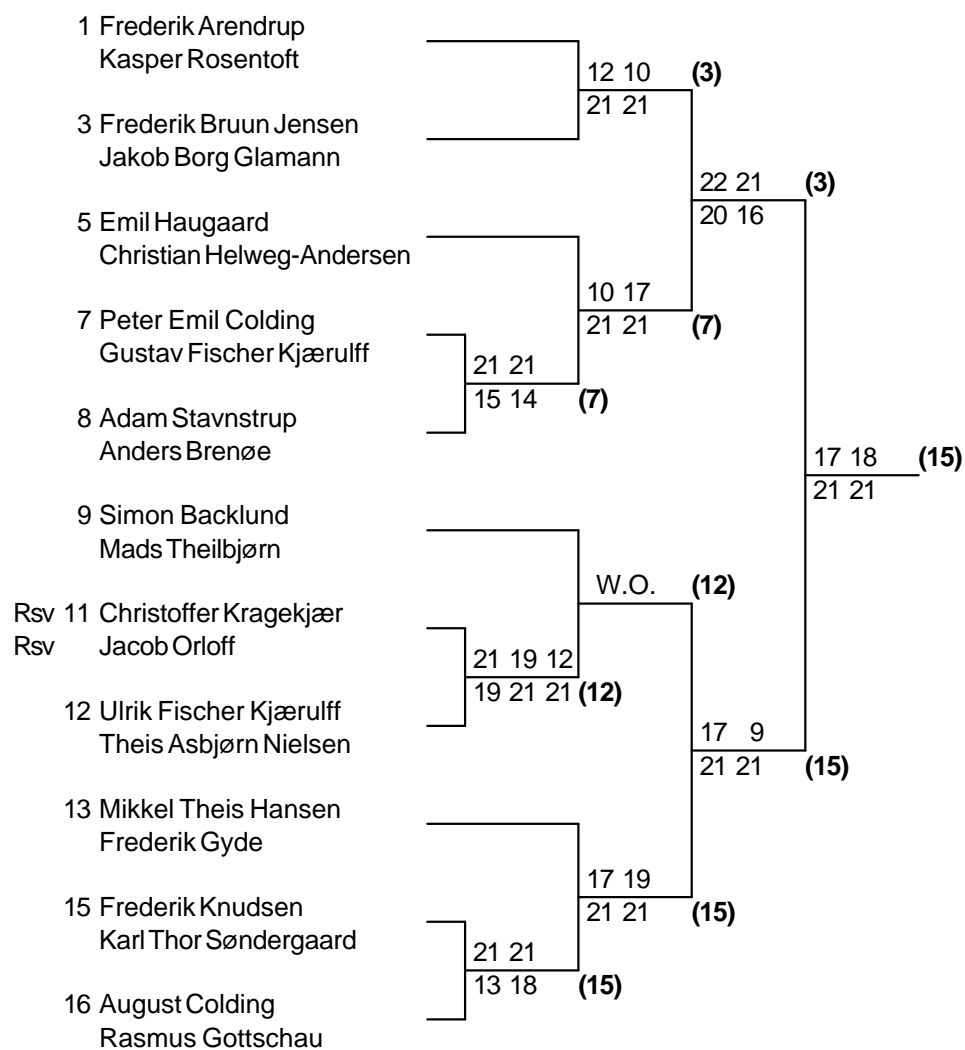 1 Frederik Arendrup
Kasper Rosentoft
12 10 (3)
21 21
3 Frederik Bruun Jensen
Jakob Borg Glamann
22 21 (3)
20 16
5 Emil Haugaard
Christian Helweg-Andersen
10 17
21 21 (7)
7 Peter Emil Colding
Gustav Fischer Kjærulff
21 21
15 14 (7)
8 Adam Stavnstrup
Anders Brenøe
17 18 (15)
21 21
9 Simon Backlund
Mads Theilbjørn
W.O. (12)
Rsv 11 Christoffer Kragekjær
Rsv Jacob Orloff
21 19 12
19 21 21 (12)
12 Ulrik Fischer Kjærulff
Theis Asbjørn Nielsen
17 9
21 21 (15)
13 Mikkel Theis Hansen
Frederik Gyde
17 19
21 21 (15)
15 Frederik Knudsen
Karl Thor Søndergaard
21 21
13 18 (15)
16 August Colding
Rasmus Gottschau